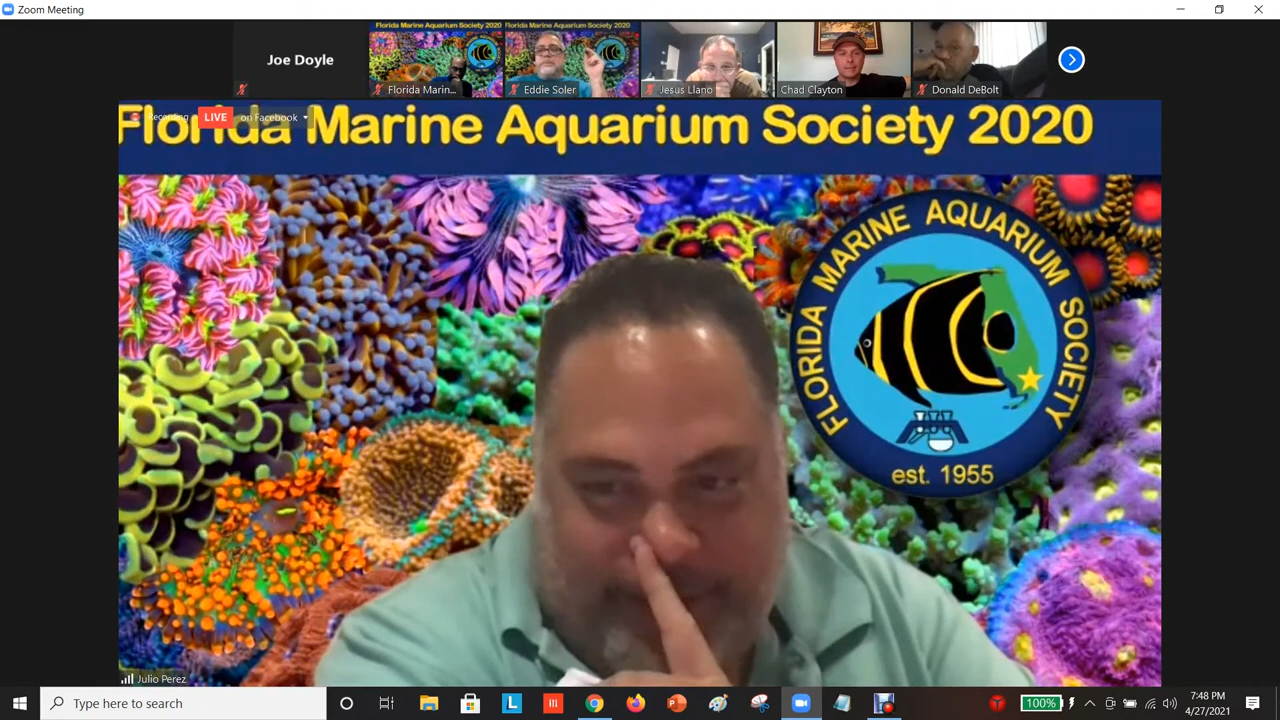 Zoom Meeting
Joe Doyle
Florida Marine Aquarium Society 2020
Florida Marin...
Florida Marine Aquarium Society 2020
Eddie Soler
Jesus Llano
Chad Clayton
Donald DeBolt
Recording
LIVE on Facebook
Florida Marine Aquarium Society 2020
FLORIDA MARINE AQUARIUM SOCIETY
est. 1955
Julio Perez
Type here to search
L
100%
7:48 PM
4/27/2021